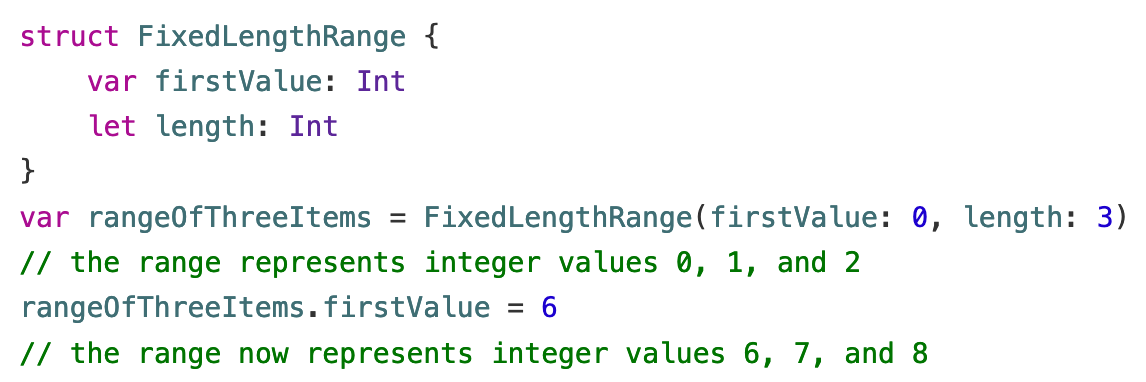 struct FixedLengthRange {
    var firstValue: Int
    let length: Int
}
var rangeOfThreeItems = FixedLengthRange(firstValue: 0, length: 3)
// the range represents integer values 0, 1, and 2
rangeOfThreeItems.firstValue = 6
// the range now represents integer values 6, 7, and 8